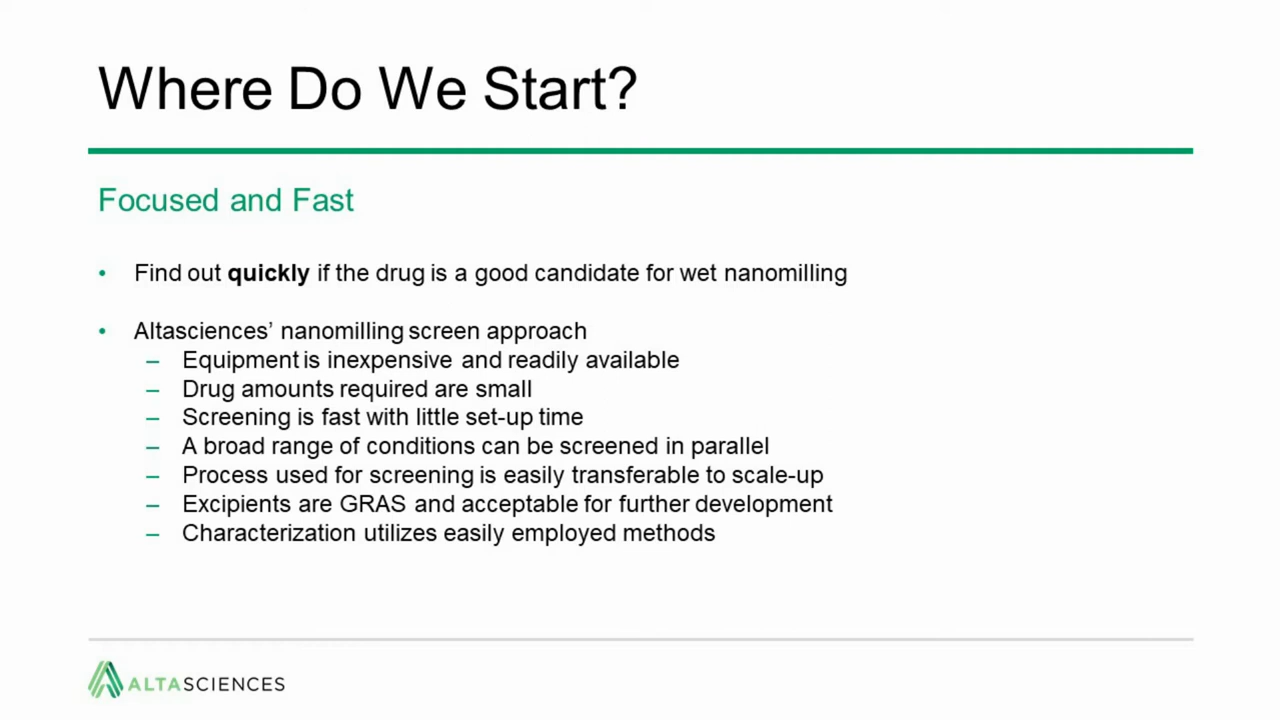 Where Do We Start?
Focused and Fast
• Find out quickly if the drug is a good candidate for wet nanomilling
• Altasciences’ nanomilling screen approach
– Equipment is inexpensive and readily available
– Drug amounts required are small
– Screening is fast with little set-up time
– A broad range of conditions can be screened in parallel
– Process used for screening is easily transferable to scale-up
– Excipients are GRAS and acceptable for further development
– Characterization utilizes easily employed methods
ALTASCIENCES